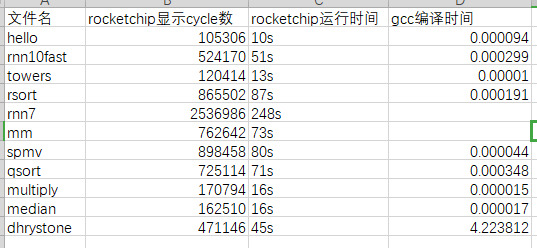 A B C D
文件名 rocketchip显示cycle数 rocketchip运行时间 gcc编译时间
hello 105306 10s 0.000094
rnn10fast 524170 51s 0.000299
towers 120414 13s 0.00001
rsort 865502 87s 0.000191
rnn7 2536986 248s
mm 762642 73s
spmv 898458 80s 0.000044
qsort 725114 71s 0.000348
multiply 170794 16s 0.000015
median 162510 16s 0.000017
dhrystone 471146 45s 4.223812